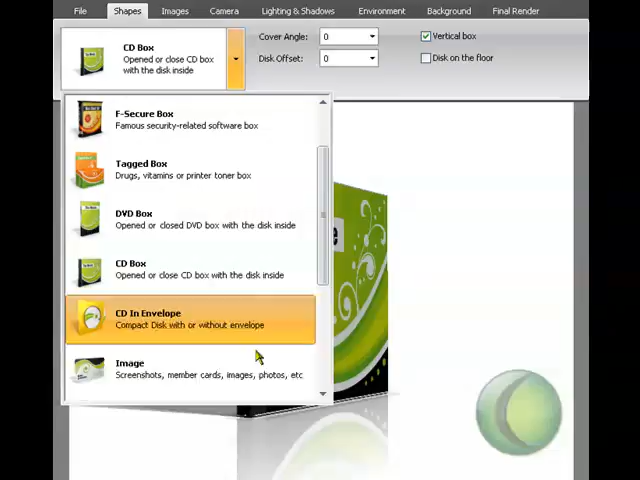 File Shapes Images Camera Lighting & Shadows Environment Background Final Render
CD Box
Opened or close CD box
with the disk inside
Cover Angle: 0
Disk Offset: 0
Vertical box
Disk on the floor
F-Secure Box
Famous security-related software box
Tagged Box
Drugs, vitamins or printer toner box
DVD Box
Opened or closed DVD box with the disk inside
CD Box
Opened or close CD box with the disk inside
CD In Envelope
Compact Disk with or without envelope
Image
Screenshots, member cards, images, photos, etc